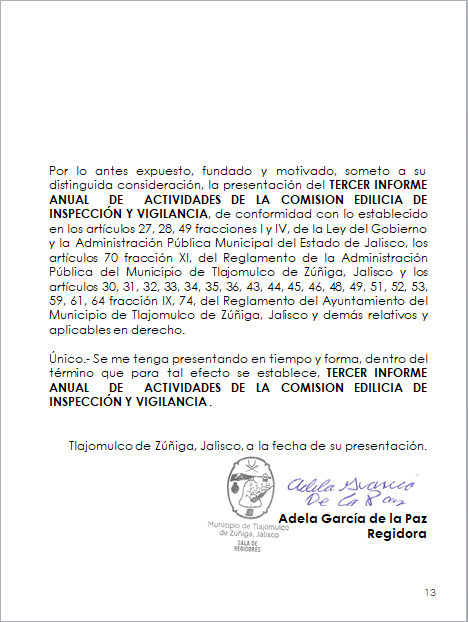 Por lo antes expuesto, fundado y motivado, someto a su
distinguida consideración, la presentación del TERCER INFORME
ANUAL DE ACTIVIDADES DE LA COMISION EDILICIA DE
INSPECCIÓN Y VIGILANCIA, de conformidad con lo establecido
en los artículos 27, 28, 49 fracciones I y IV, de la Ley del Gobierno
y la Administración Pública Municipal del Estado de Jalisco, los
artículos 70 fracción XI, del Reglamento de la Administración
Pública del Municipio de Tlajomulco de Zúñiga, Jalisco y los
artículos 30, 31, 32, 33, 34, 35, 36, 43, 44, 45, 46, 48, 49, 51, 52, 53,
59, 61, 64 fracción IX, 74, del Reglamento del Ayuntamiento del
Municipio de Tlajomulco de Zúñiga, Jalisco y demás relativos y
aplicables en derecho.
Único.- Se me tenga presentando en tiempo y forma, dentro del
término que para tal efecto se establece, TERCER INFORME
ANUAL DE ACTIVIDADES DE LA COMISION EDILICIA DE
INSPECCIÓN Y VIGILANCIA.
Tlajomulco de Zúñiga, Jalisco, a la fecha de su presentación.
Adela
De La Paz
Municipio de Tlajomulco
de Zúñiga, Jalisco
SALA DE
REGIDORES
Adela García de la Paz
Regidora
13